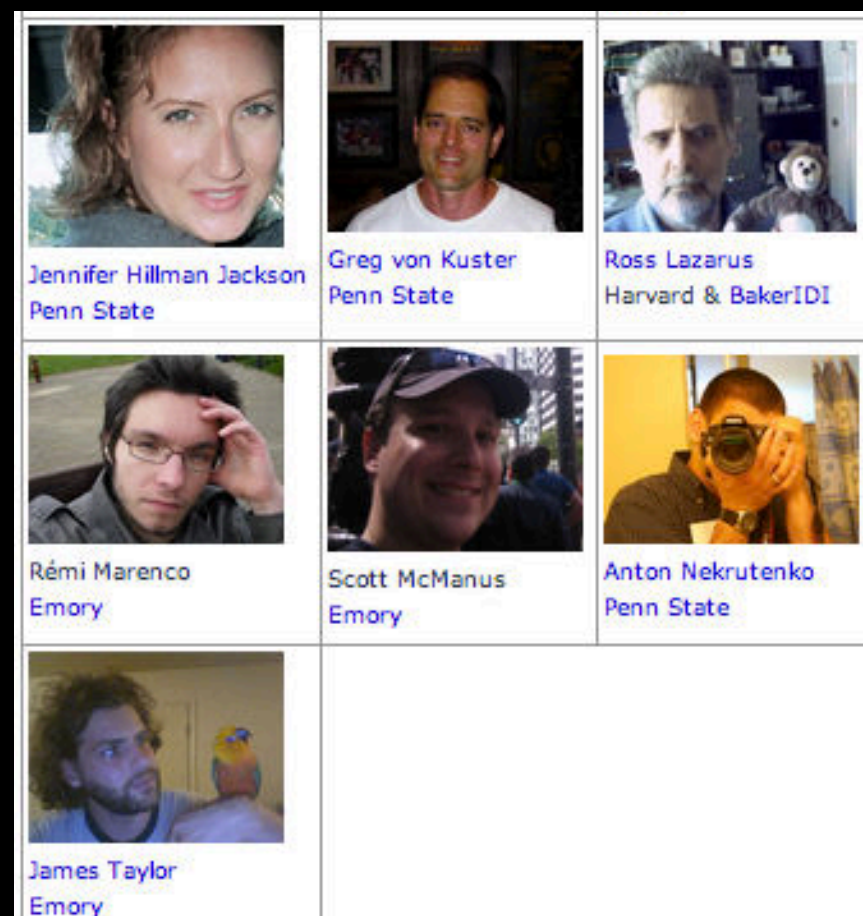 Jennifer Hillman Jackson
Penn State
Greg von Kuster
Penn State
Ross Lazarus
Harvard & BakerIDI
Rémi Marenco
Emory
Scott McManus
Emory
Anton Nekrutenko
Penn State
James Taylor
Emory